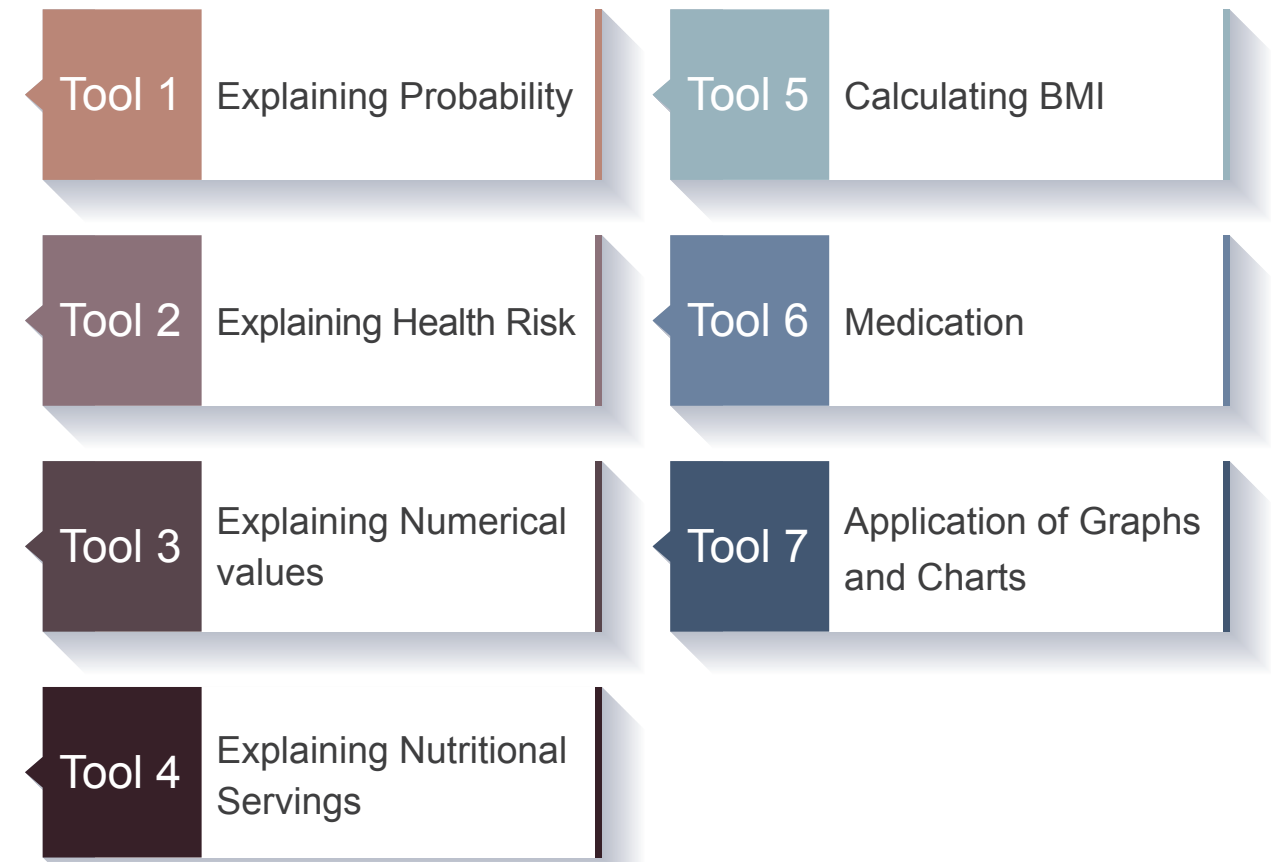 Tool 1
Explaining Probability
Tool 2
Explaining Health Risk
Tool 3
Explaining Numerical
values
Tool 4
Explaining Nutritional
Servings
Tool 5
Calculating BMI
Tool 6
Medication
Tool 7
Application of Graphs
and Charts